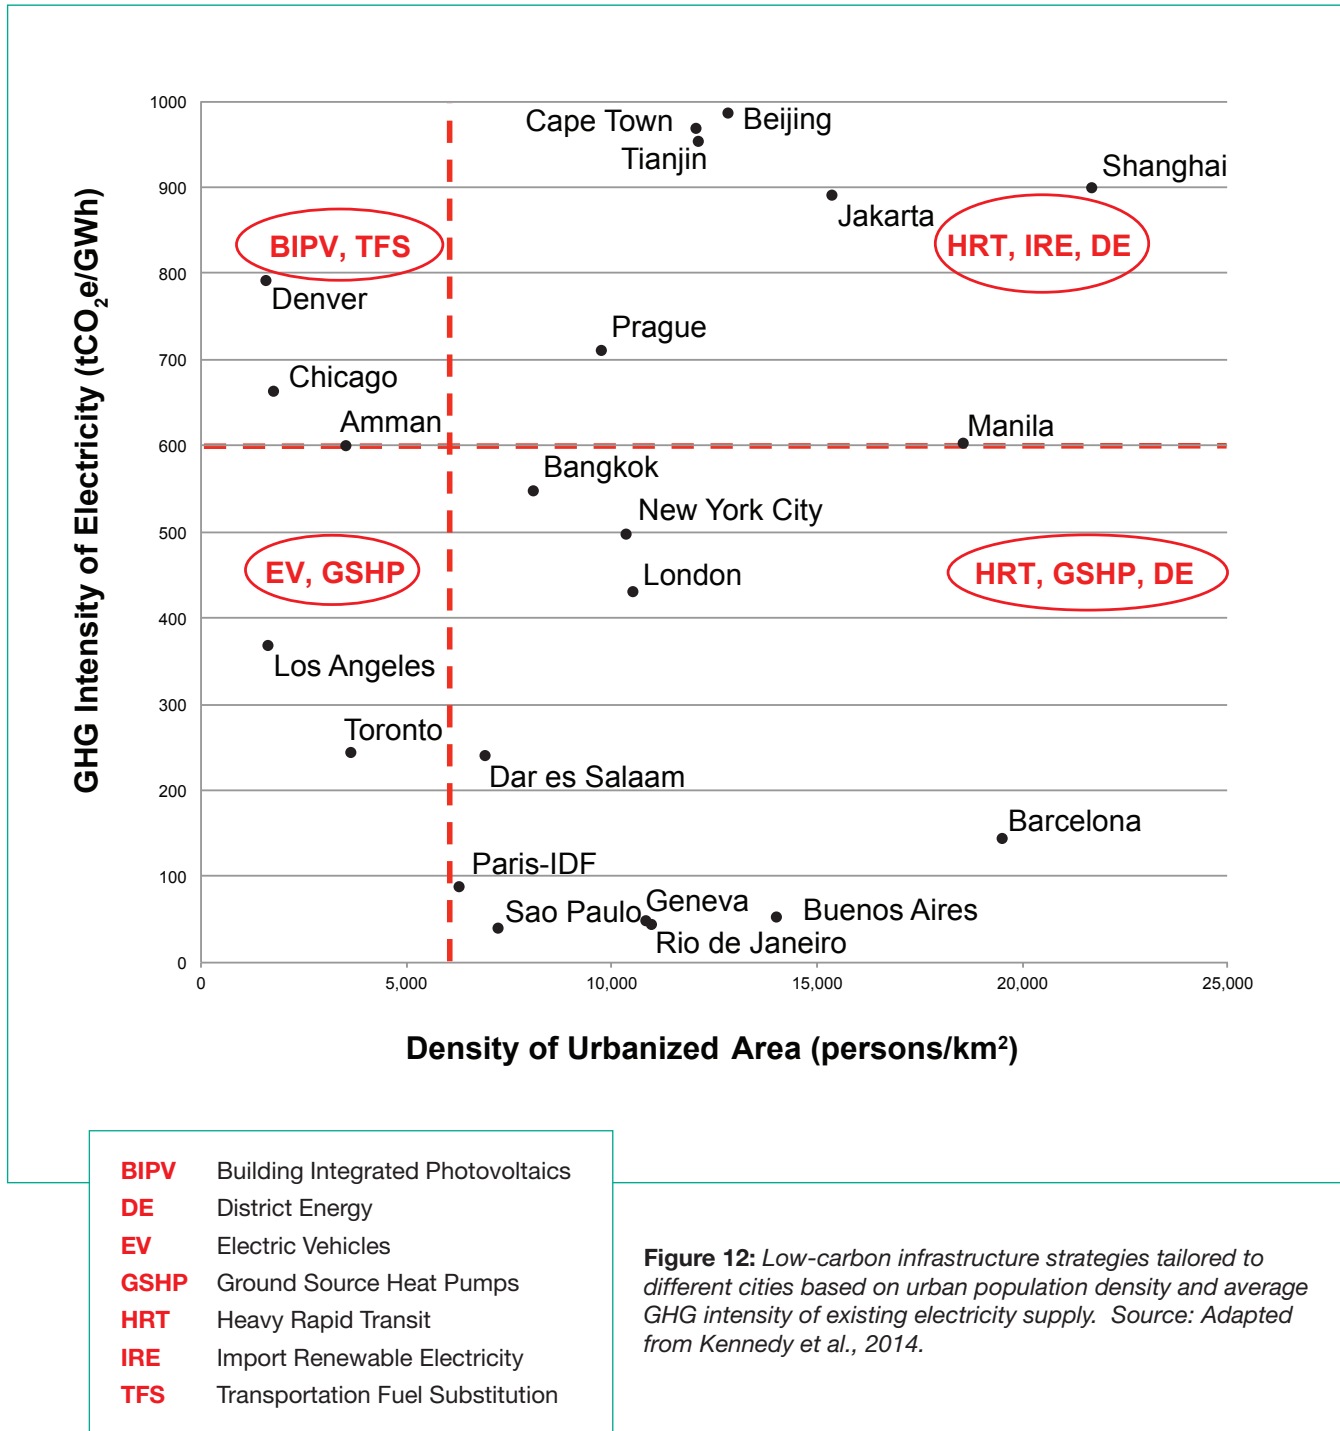 GHG Intensity of Electricity (tCO₂e/GWh)
1000
900
800
700
600
500
400
300
200
100
0
Cape Town
Beijing
Tianjin
Shanghai
Jakarta
BIPV, TFS
HRT, IRE, DE
Denver
Prague
Chicago
Amman
Manila
Bangkok
New York City
EV, GSHP
London
HRT, GSHP, DE
Los Angeles
Toronto
Dar es Salaam
Barcelona
Paris-IDF
Sao Paulo
Geneva
Buenos Aires
Rio de Janeiro
0
5,000
10,000
15,000
20,000
25,000
Density of Urbanized Area (persons/km²)
BIPV Building Integrated Photovoltaics
DE District Energy
EV Electric Vehicles
GSHP Ground Source Heat Pumps
HRT Heavy Rapid Transit
IRE Import Renewable Electricity
TFS Transportation Fuel Substitution
Figure 12: Low-carbon infrastructure strategies tailored to
different cities based on urban population density and average
GHG intensity of existing electricity supply. Source: Adapted
from Kennedy et al., 2014.